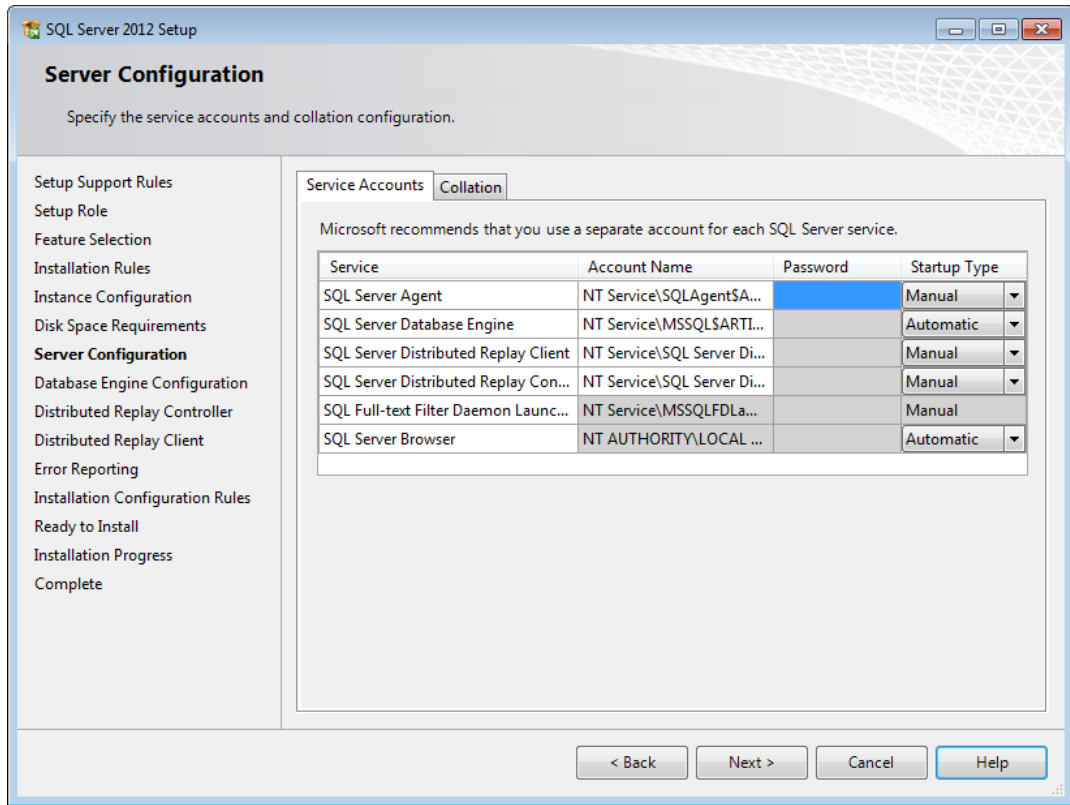 SQL Server 2012 Setup
Server Configuration
Specify the service accounts and collation configuration.
Setup Support Rules
Setup Role
Feature Selection
Installation Rules
Instance Configuration
Disk Space Requirements
Server Configuration
Database Engine Configuration
Distributed Replay Controller
Distributed Replay Client
Error Reporting
Installation Configuration Rules
Ready to Install
Installation Progress
Complete
Service Accounts Collation
Microsoft recommends that you use a separate account for each SQL Server service.
Service Account Name Password Startup Type
SQL Server Agent NT Service\SQLAgent$A... Manual
SQL Server Database Engine NT Service\MSSQL$ARTI... Automatic
SQL Server Distributed Replay Client NT Service\SQL Server Di... Manual
SQL Server Distributed Replay Con... NT Service\SQL Server Di... Manual
SQL Full-text Filter Daemon Launc... NT Service\MSSQLFDLa... Manual
SQL Server Browser NT AUTHORITY\LOCAL ... Automatic
< Back Next > Cancel Help